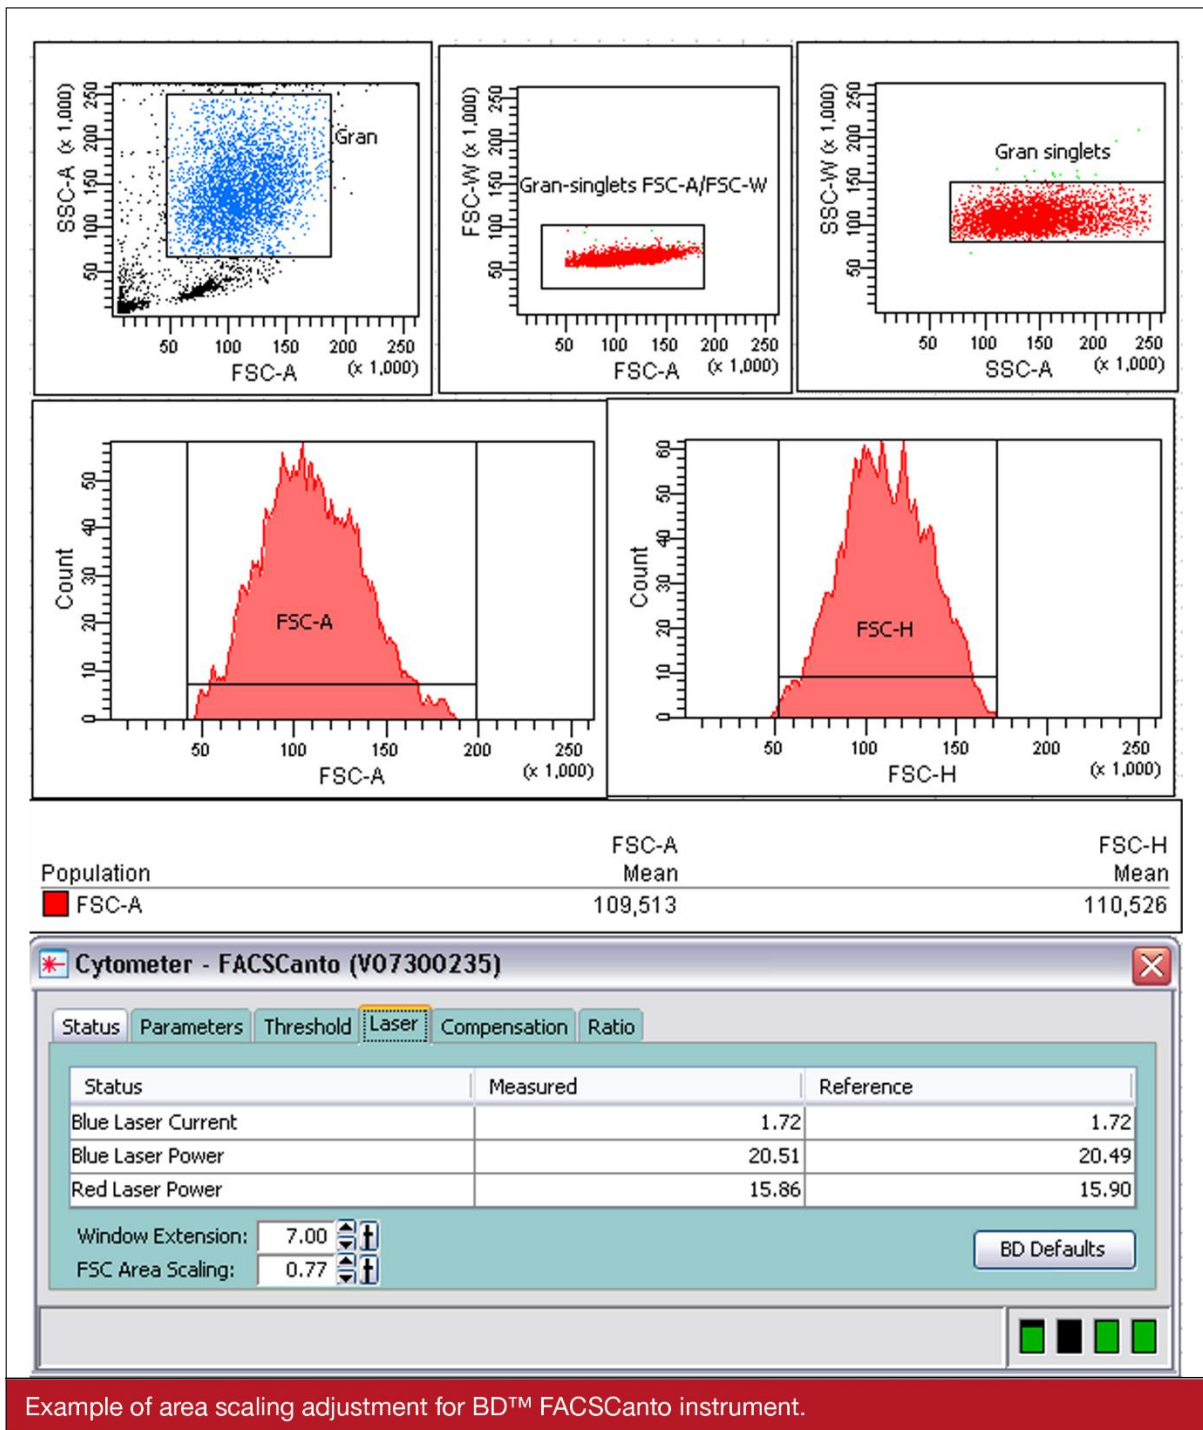 SSC-A (x 1,000)
50 100 150 200 250
Gran
50 100 150 200 250
FSC-A (x 1,000)
FSC-W (x 1,000)
50 100 150 200 250
Gran-singlets FSC-A/FSC-W
50 100 150 200 250
FSC-A (x 1,000)
SSC-W (x 1,000)
50 100 150 200 250
Gran singlets
50 100 150 200 250
SSC-A (x 1,000)
Count
0 10 20 30 40 50
FSC-A
50 100 150 200 250
FSC-A (x 1,000)
Count
0 10 20 30 40 50 60
FSC-H
50 100 150 200 250
FSC-H (x 1,000)
FSC-A FSC-H
Population Mean Mean
FSC-A 109,513 110,526
Cytometer - FACSCanto (V07300235)
Status Parameters Threshold Laser Compensation Ratio
Status Measured Reference
Blue Laser Current 1.72 1.72
Blue Laser Power 20.51 20.49
Red Laser Power 15.86 15.90
Window Extension: 7.00
FSC Area Scaling: 0.77
BD Defaults
Example of area scaling adjustment for BD™ FACSCanto instrument.